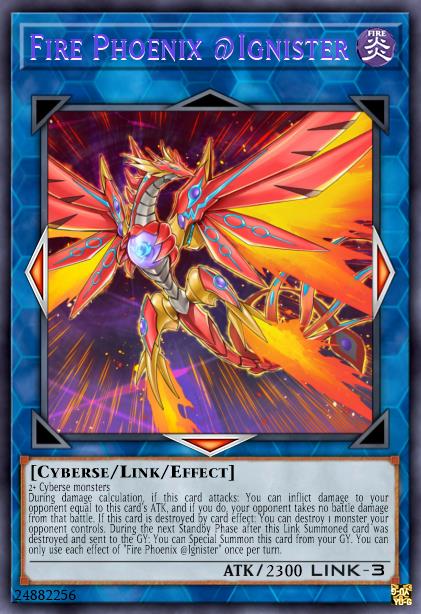 Fire Phoenix @Ignister
FIRE
炎
[Cyberse/Link/Effect]
2+ Cyberse monsters
During damage calculation, if this card attacks: You can inflict damage to your
opponent equal to this card's ATK, and if you do, your opponent takes no battle damage
from that battle. If this card is destroyed by card effect: You can destroy 1 monster your
opponent controls. During the next Standby Phase after this Link Summoned card was
destroyed and sent to the GY: You can Special Summon this card from your GY. You can
only use each effect of "Fire Phoenix @Ignister" once per turn.
ATK/2300 LINK-3
24882256